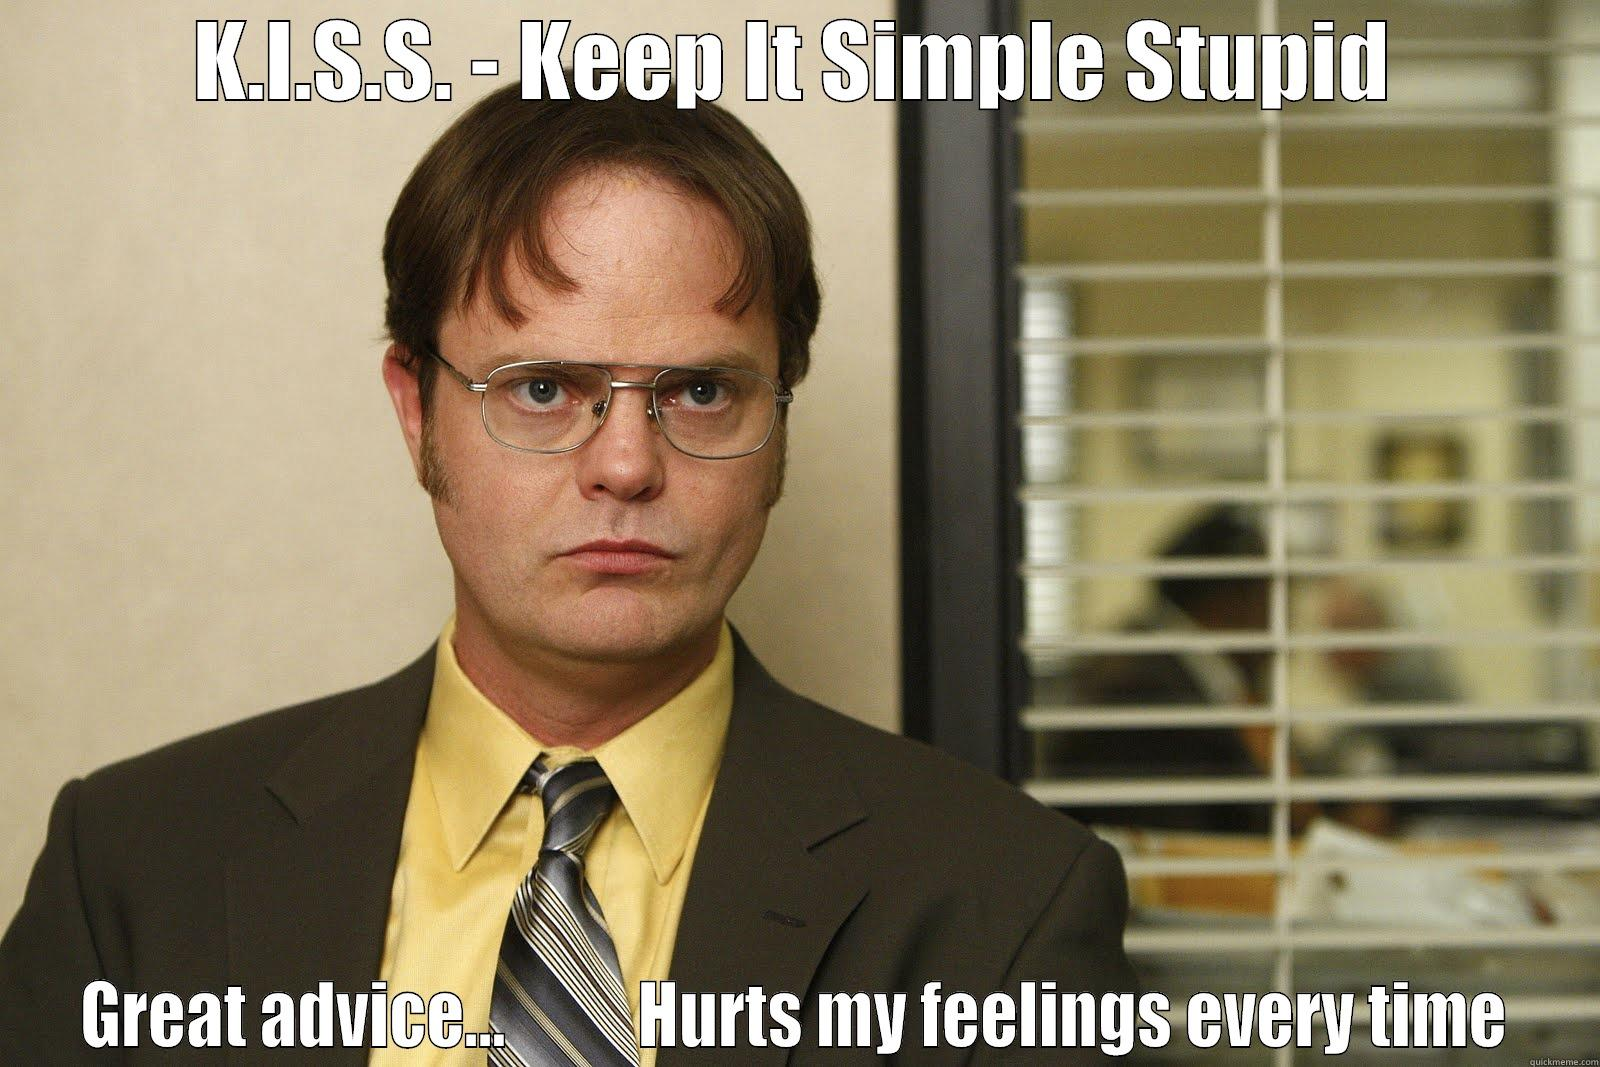 K.I.S.S. - Keep It Simple Stupid
Great advice... Hurts my feelings every time
quickmeme.com